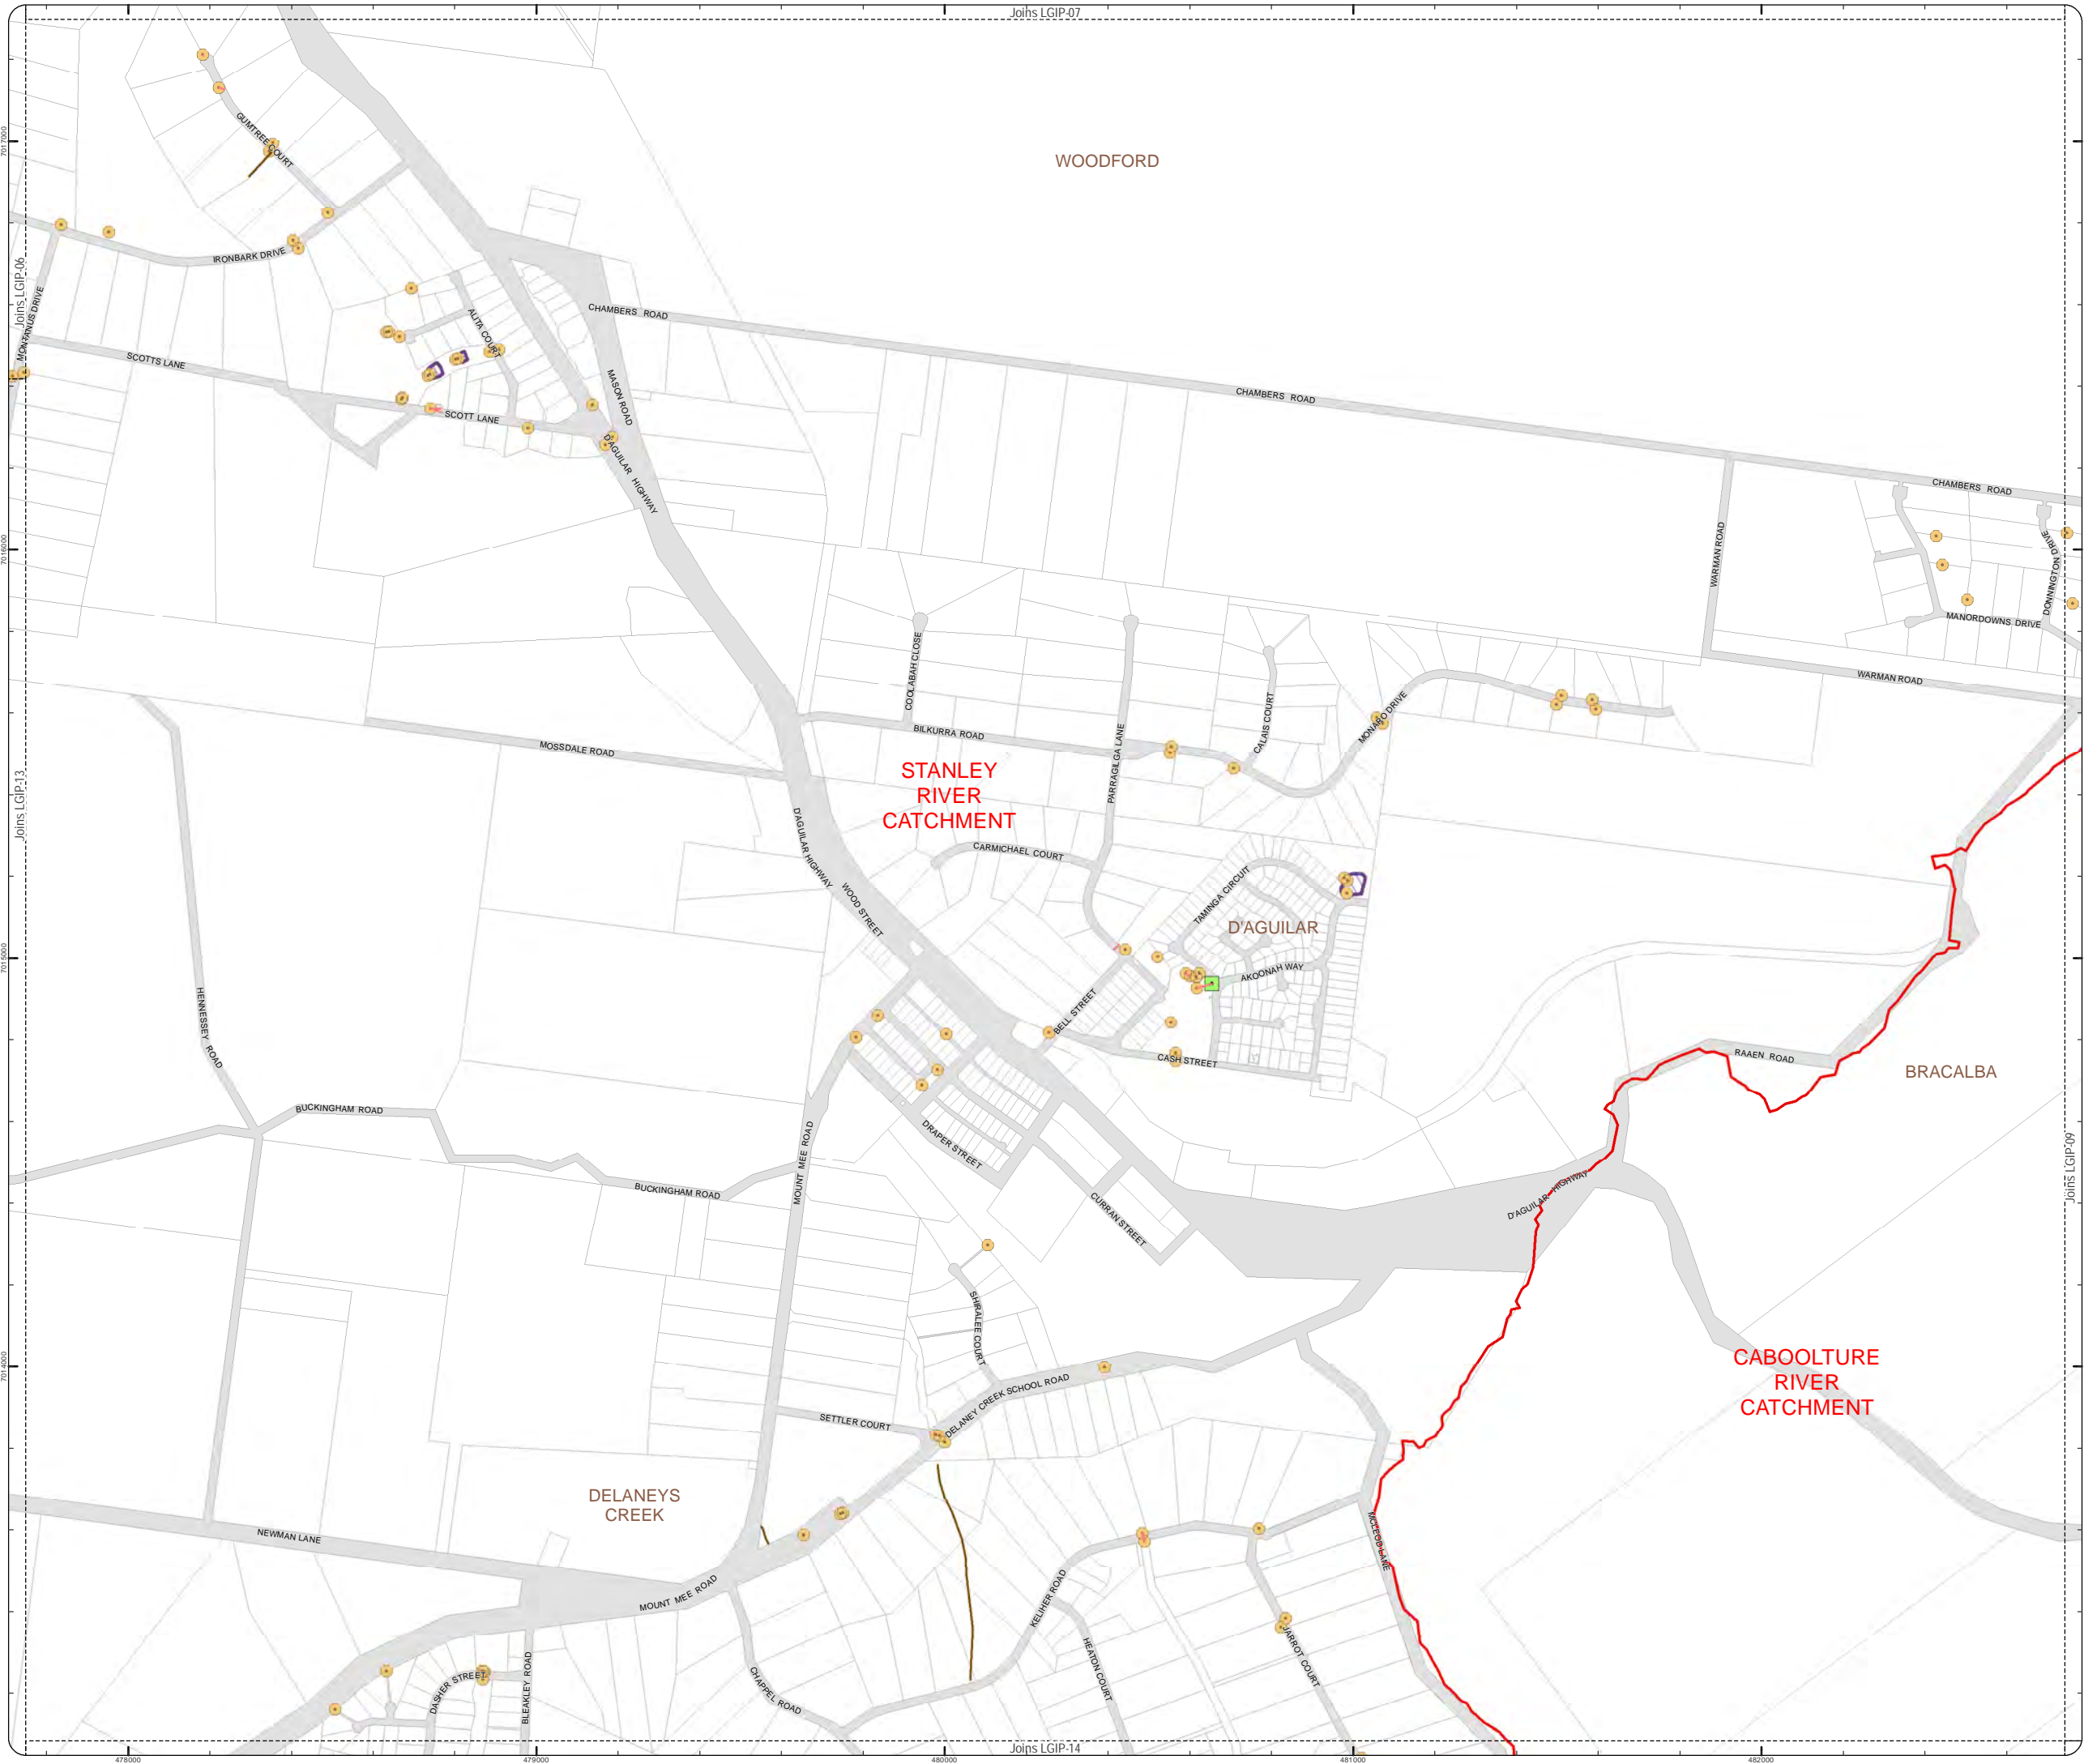 Joins LGIP-07
WOODFORD
7017000
GUMTREE COURT
IRONBARK DRIVE
Joins LGIP-06
MONTANUS DRIVE
ALITA COURT
CHAMBERS ROAD
SCOTTS LANE
SCOTT LANE
MASON ROAD
D'AGUILAR HIGHWAY
CHAMBERS ROAD
CHAMBERS ROAD
7016000
WARMAN ROAD
DONNINGTON DRIVE
MANORDOWNS DRIVE
WARMAN ROAD
COOLABAH CLOSE
BILKURRA ROAD
PARRAGILGA LANE
CALAIS COURT
MONARO DRIVE
MOSSDALE ROAD
Joins LGIP-13
STANLEY
RIVER
CATCHMENT
D'AGUILAR HIGHWAY
WOOD STREET
CARMICHAEL COURT
TAMINGA CIRCUIT
D'AGUILAR
AKOONAH WAY
7015000
HENNESSEY ROAD
BELL STREET
CASH STREET
RAAEN ROAD
BRACALBA
BUCKINGHAM ROAD
MOUNT MEE ROAD
DRAPER STREET
BUCKINGHAM ROAD
CURRAN STREET
D'AGUILAR HIGHWAY
Joins LGIP-09
SHIRALEE COURT
7014000
CABOOLTURE
RIVER
CATCHMENT
DELANEY CREEK SCHOOL ROAD
SETTLER COURT
DELANEYS
CREEK
NEWMAN LANE
MCLEOD LANE
MOUNT MEE ROAD
KELIHER ROAD
HEATON COURT
JARROT COURT
DASHER STREET
BLEAKLEY ROAD
CHAPPEL ROAD
Joins LGIP-14
478000
479000
480000
481000
482000